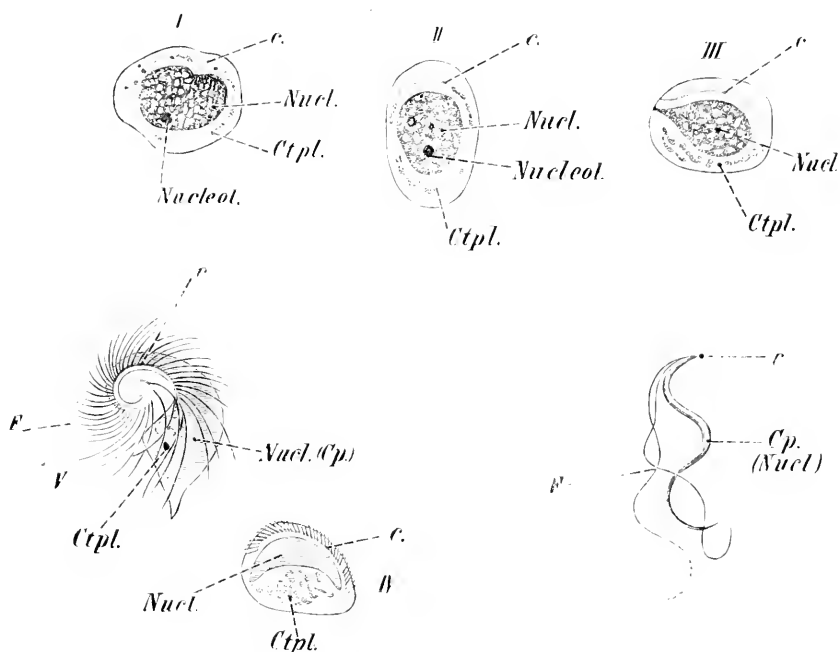 I
c.
Nucl.
Ctpl.
Nucleol.
II
c.
Nucl.
Nucleol.
Ctpl.
III
c
Nucl.
Ctpl.
c
F
V
Nucl. (Cp.)
Ctpl.
c.
IV
Nucl.
Ctpl.
c
Cp.
(Nucl)
F